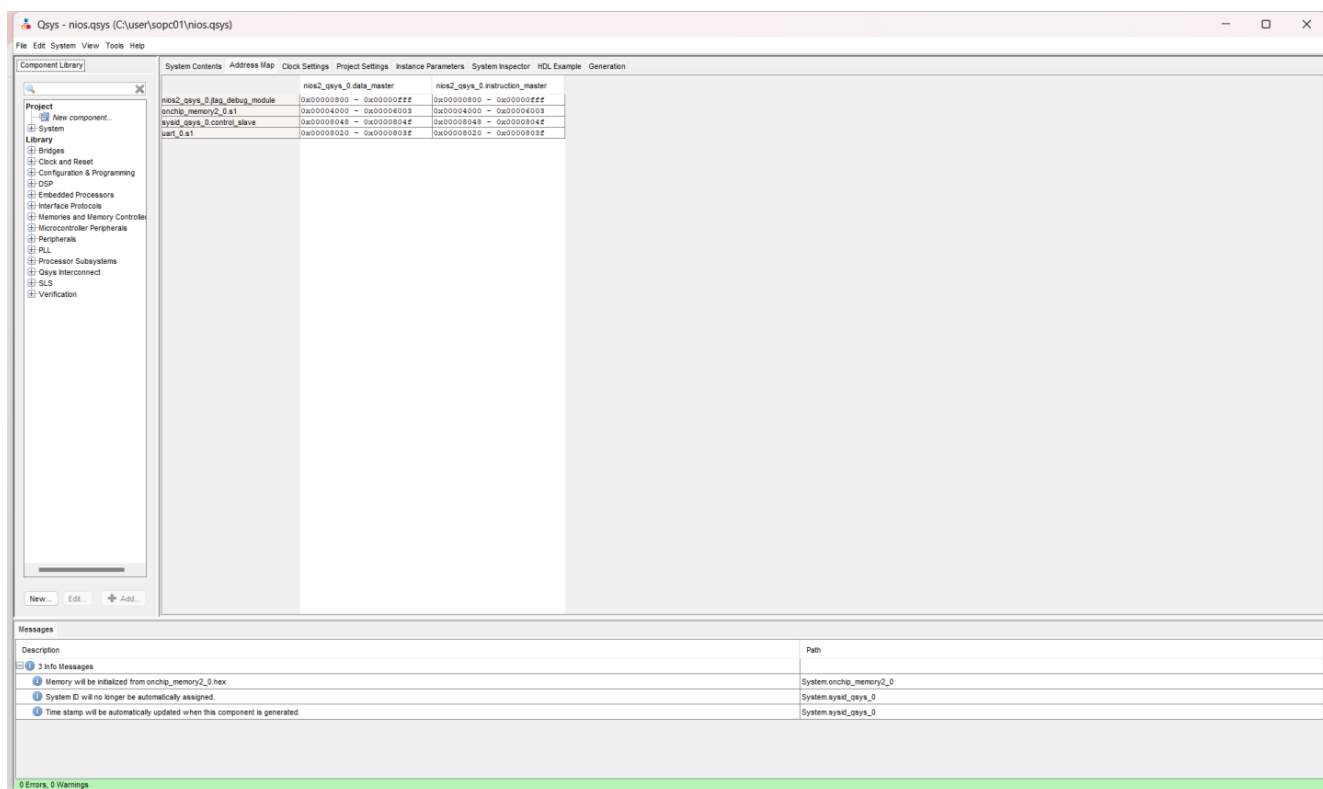 Qsys - nios.qsys (C:\user\sopc01\nios.qsys)
File Edit System View Tools Help
Component Library
Project
New component...
System
Library
Bridges
Clock and Reset
Configuration & Programming
DSP
Embedded Processors
Interface Protocols
Memories and Memory Controller
Microcontroller Peripherals
Peripherals
PLL
Processor Subsystems
Qsys Interconnect
SLS
Verification
New... Edit... Add...
System Contents Address Map Clock Settings Project Settings Instance Parameters System Inspector HDL Example Generation
nios2_qsys_0.data_master nios2_qsys_0.instruction_master
nios2_qsys_0.jtag_debug_module 0x00000800 - 0x00000fff 0x00000800 - 0x00000fff
onchip_memory2_0.s1 0x00004000 - 0x00006003 0x00004000 - 0x00006003
sysid_qsys_0.control_slave 0x00008048 - 0x0000804f 0x00008048 - 0x0000804f
uart_0.s1 0x00008020 - 0x0000803f 0x00008020 - 0x0000803f
Messages
Description Path
3 Info Messages
Memory will be initialized from onchip_memory2_0.hex System.onchip_memory2_0
System ID will no longer be automatically assigned. System.sysid_qsys_0
Time stamp will be automatically updated when this component is generated. System.sysid_qsys_0
0 Errors, 0 Warnings